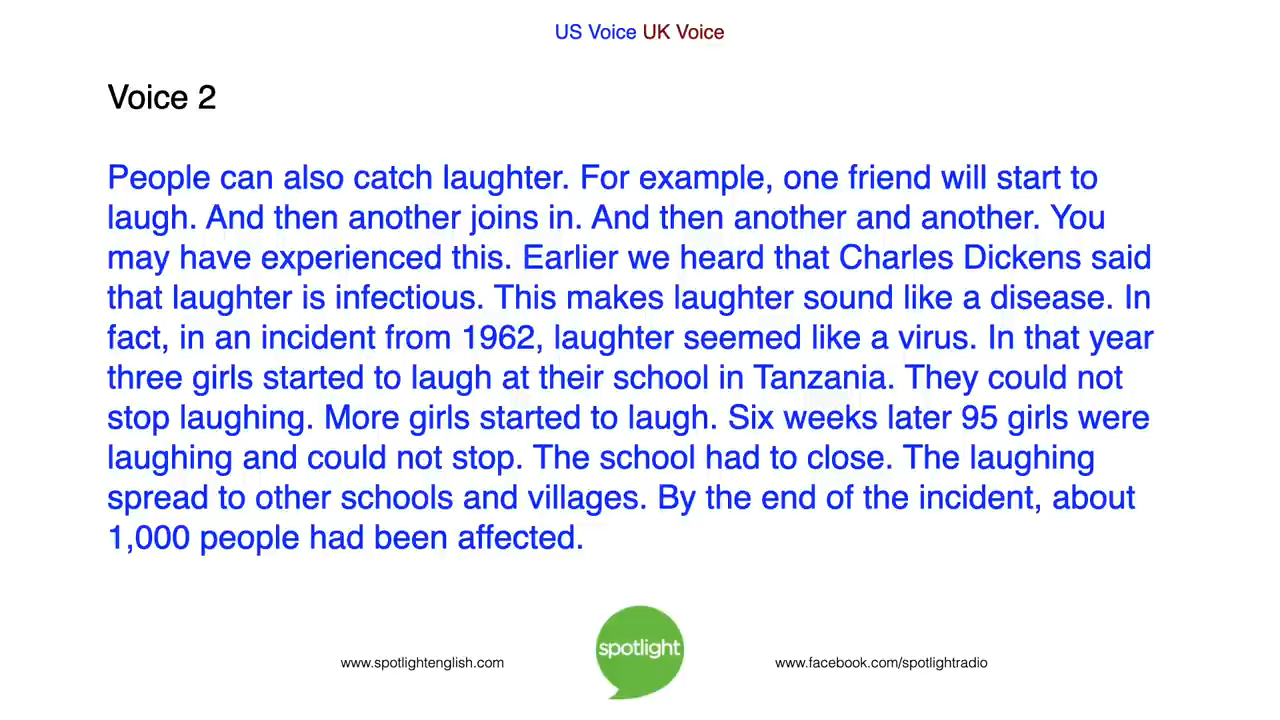 US Voice UK Voice
Voice 2
People can also catch laughter. For example, one friend will start to
laugh. And then another joins in. And then another and another. You
may have experienced this. Earlier we heard that Charles Dickens said
that laughter is infectious. This makes laughter sound like a disease. In
fact, in an incident from 1962, laughter seemed like a virus. In that year
three girls started to laugh at their school in Tanzania. They could not
stop laughing. More girls started to laugh. Six weeks later 95 girls were
laughing and could not stop. The school had to close. The laughing
spread to other schools and villages. By the end of the incident, about
1,000 people had been affected.
spotlight
www.spotlightenglish.com
www.facebook.com/spotlightradio